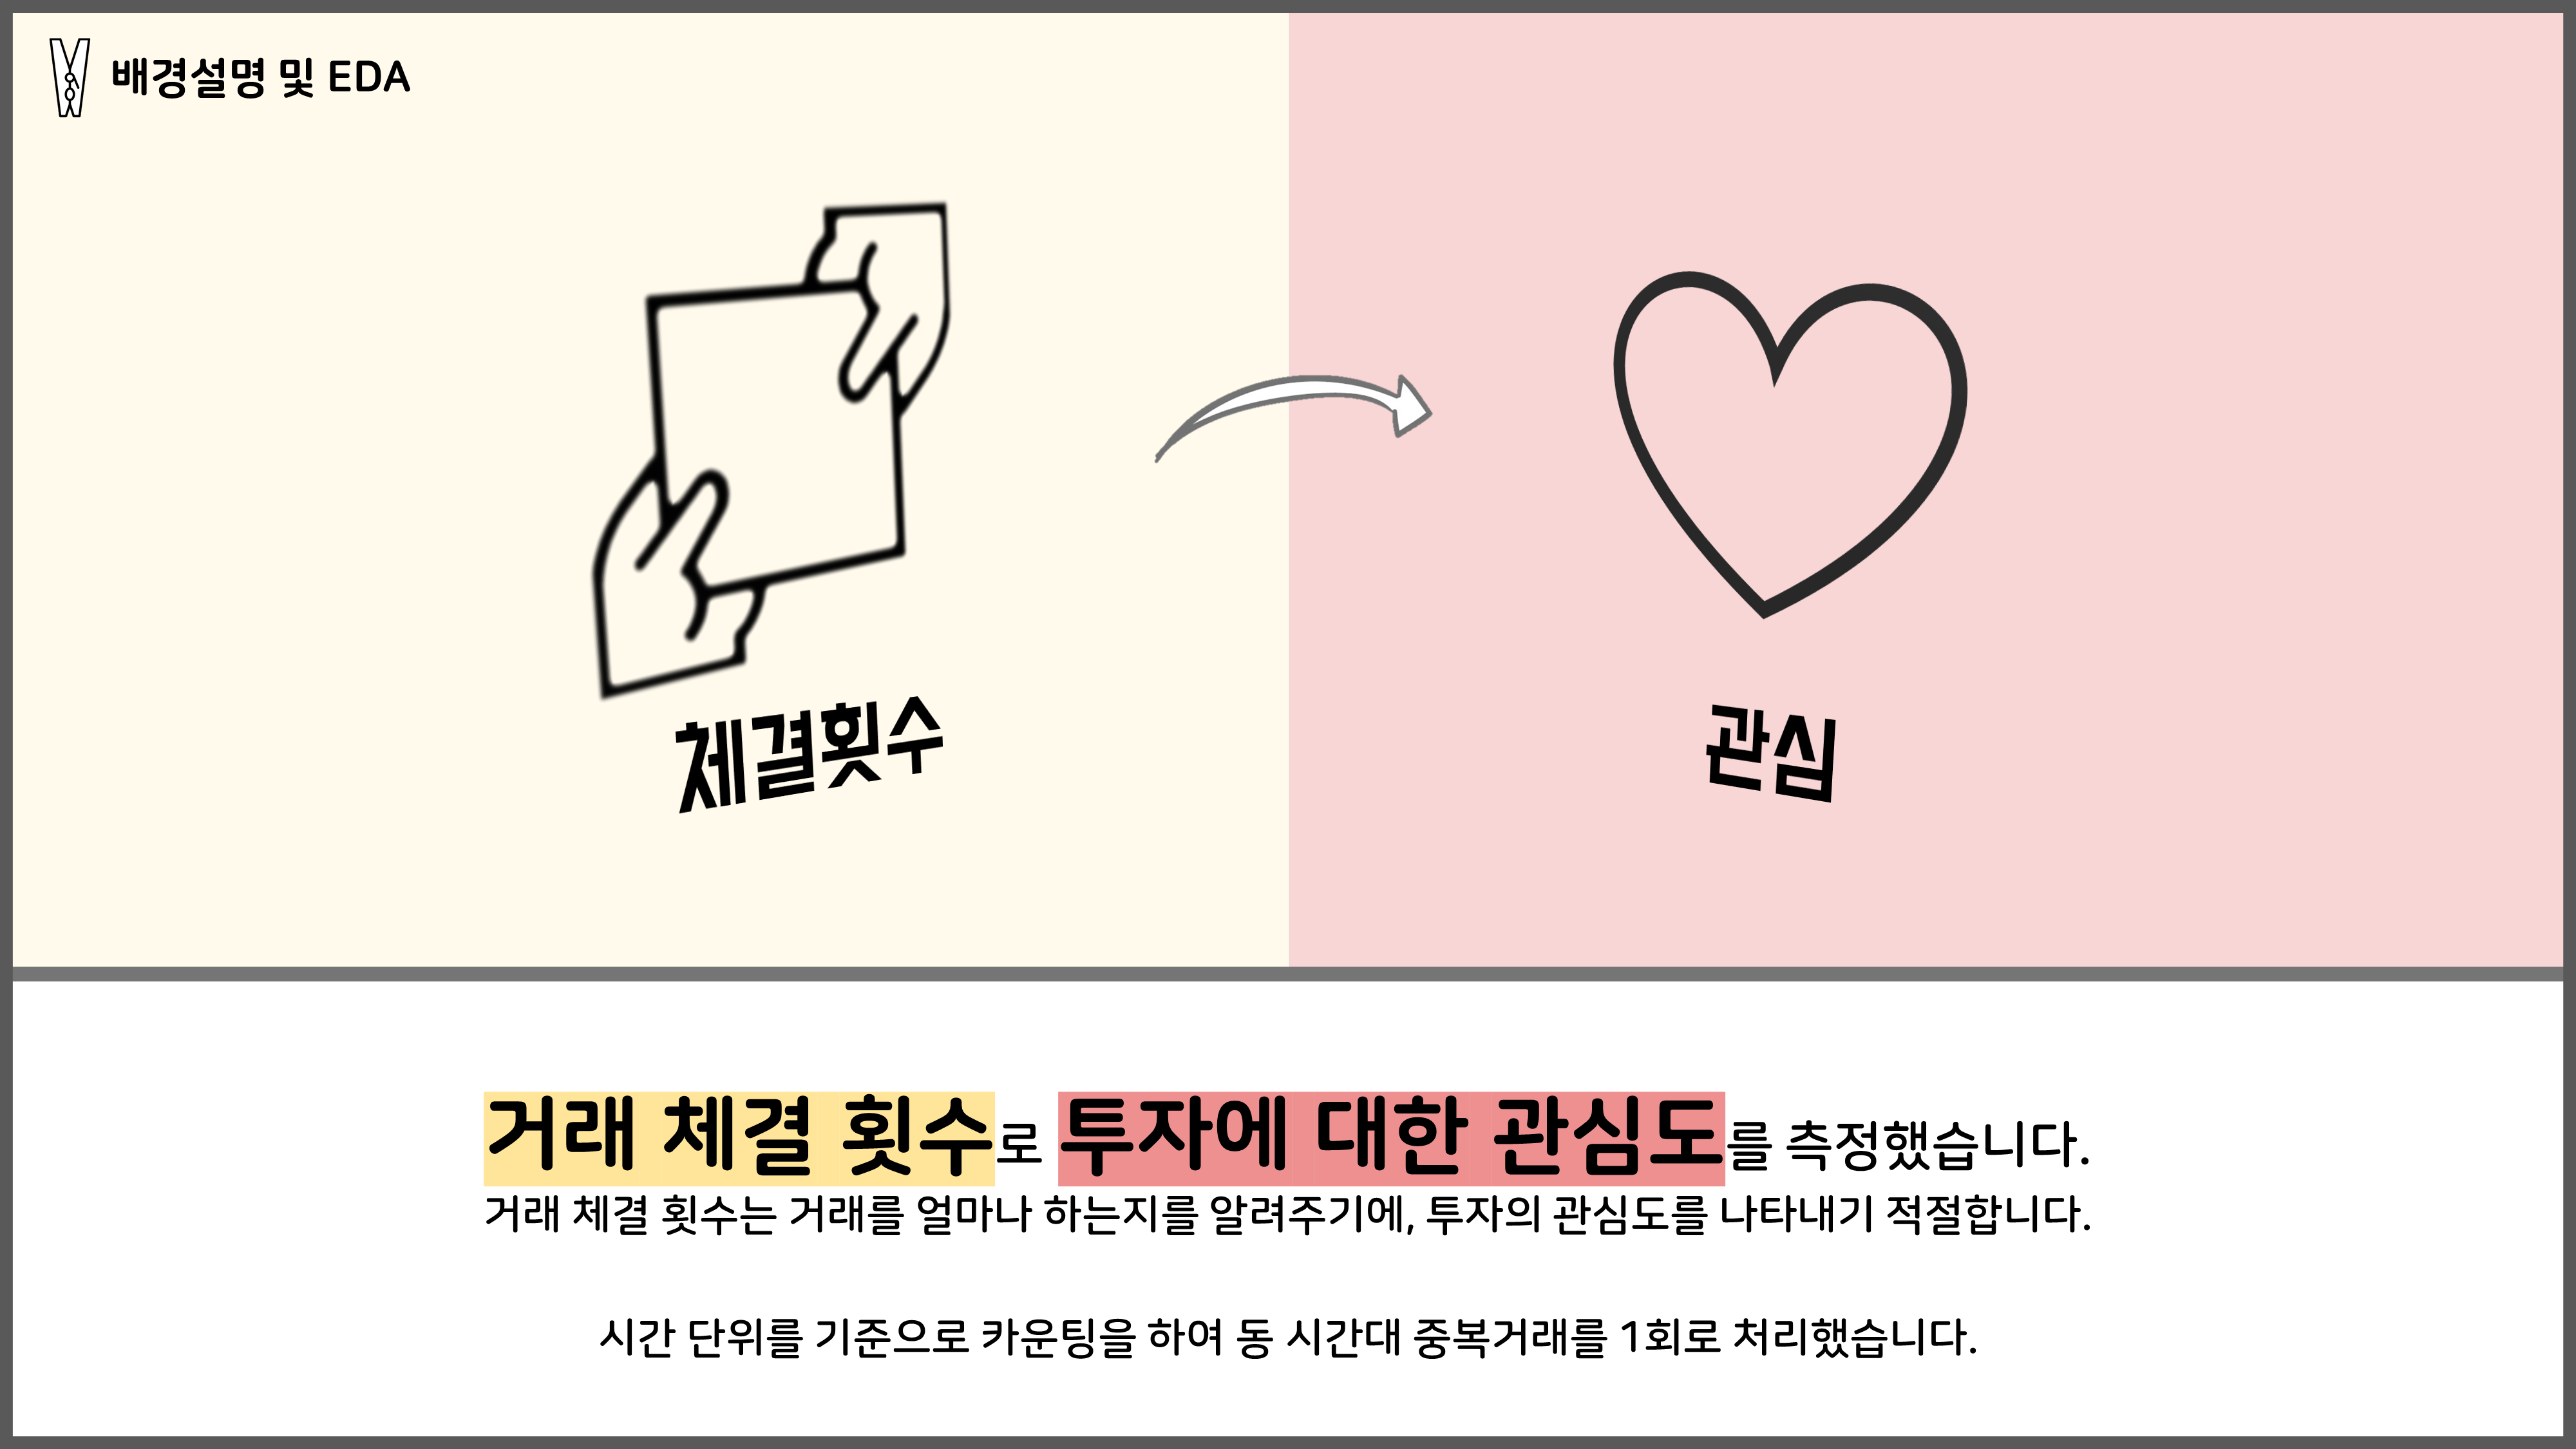 배경설명 및 EDA
체결횟수
관심
거래 체결 횟수로 투자에 대한 관심도를 측정했습니다.
거래 체결 횟수는 거래를 얼마나 하는지를 알려주기에, 투자의 관심도를 나타내기 적절합니다.
시간 단위를 기준으로 카운팅을 하여 동 시간대 중복거래를 1회로 처리했습니다.